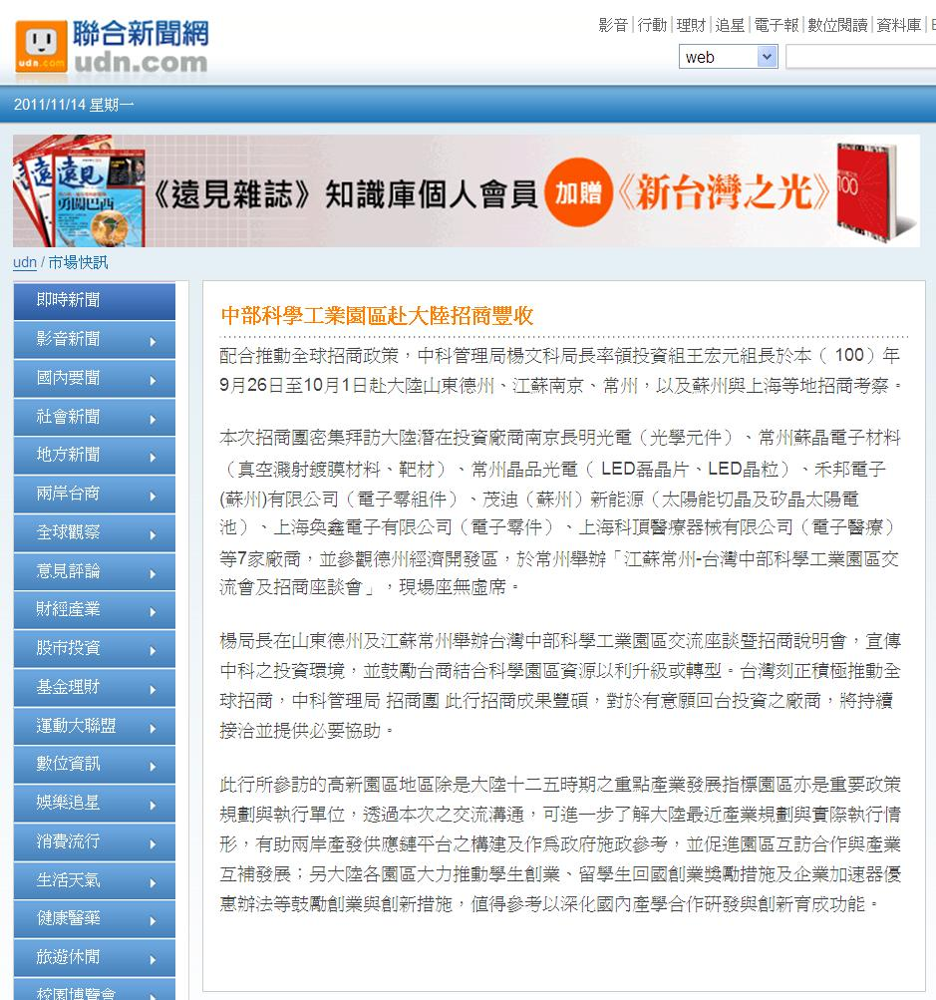 聯合新聞網
udn.com
udn.com
影音|行動|理財|追星|電子報|數位閱讀|資料庫|
web
2011/11/14 星期一
遠見
勇闖巴西
《遠見雜誌》知識庫個人會員 加贈 《新台灣之光》
100
udn / 市場快訊
即時新聞
影音新聞
國內要聞
社會新聞
地方新聞
兩岸台商
全球觀察
意見評論
財經產業
股市投資
基金理財
運動大聯盟
數位資訊
娛樂追星
消費流行
生活天氣
健康醫藥
旅遊休閒
校園博覽會
中部科學工業園區赴大陸招商豐收
配合推動全球招商政策，中科管理局楊文科局長率領投資組王宏元組長於本（ 100）年
9月26日至10月1日赴大陸山東德州、江蘇南京、常州，以及蘇州與上海等地招商考察。
本次招商團密集拜訪大陸潛在投資廠商南京長明光電（光學元件）、常州蘇晶電子材料
（真空濺射鍍膜材料、靶材）、常州晶品光電（ LED磊晶片、LED晶粒）、禾邦電子
(蘇州)有限公司（電子零組件）、茂迪（蘇州）新能源（太陽能切晶及矽晶太陽電
池）、上海奐鑫電子有限公司（電子零件）、上海科頂醫療器械有限公司（電子醫療）
等7家廠商，並參觀德州經濟開發區，於常州舉辦「江蘇常州-台灣中部科學工業園區交
流會及招商座談會」，現場座無虛席。
楊局長在山東德州及江蘇常州舉辦台灣中部科學工業園區交流座談暨招商說明會，宣傳
中科之投資環境，並鼓勵台商結合科學園區資源以利升級或轉型。台灣刻正積極推動全
球招商，中科管理局 招商團 此行招商成果豐碩，對於有意願回台投資之廠商，將持續
接洽並提供必要協助。
此行所參訪的高新園區地區除是大陸十二五時期之重點產業發展指標園區亦是重要政策
規劃與執行單位，透過本次之交流溝通，可進一步了解大陸最近產業規劃與實際執行情
形，有助兩岸產發供應鏈平台之構建及作為政府施政參考，並促進園區互訪合作與產業
互補發展；另大陸各園區大力推動學生創業、留學生回國創業獎勵措施及企業加速器優
惠辦法等鼓勵創業與創新措施，值得參考以深化國內產學合作研發與創新育成功能。